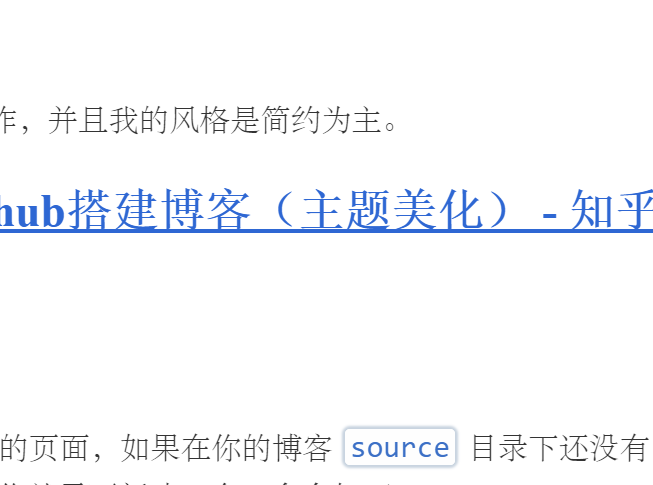 作，并且我的风格是简约为主。
hub搭建博客（主题美化） - 知乎
的页面，如果在你的博客 source 目录下还没有